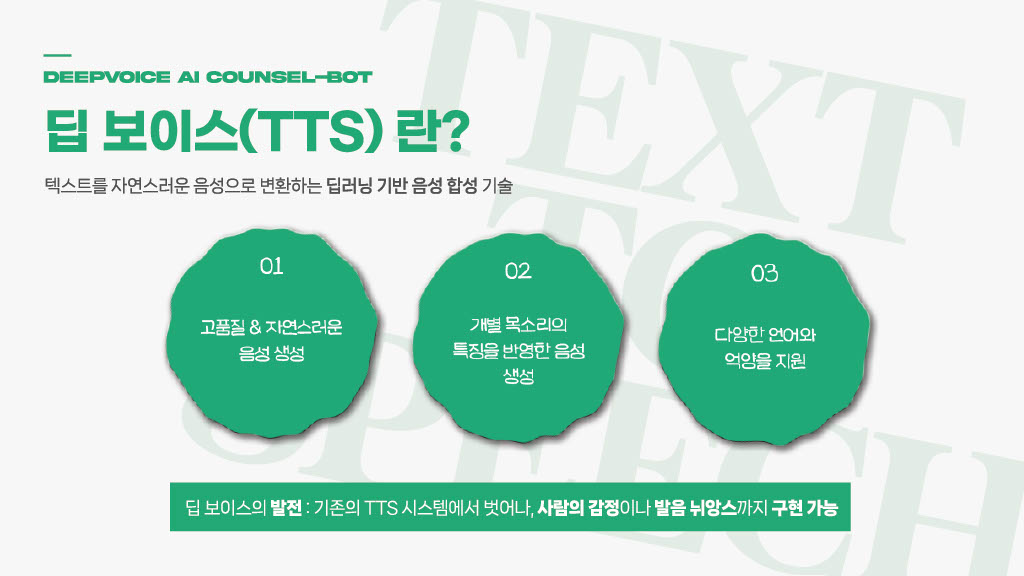 DEEPVOICE AI COUNSEL-BOT
딥 보이스(TTS) 란?
텍스트를 자연스러운 음성으로 변환하는 딥러닝 기반 음성 합성 기술
TEXT
TO
SPEECH
01
고품질 & 자연스러운
음성 생성
02
개별 목소리의
특징을 반영한 음성
생성
03
다양한 언어와
억양을 지원
딥 보이스의 발전 : 기존의 TTS 시스템에서 벗어나, 사람의 감정이나 발음 뉘앙스까지 구현 가능